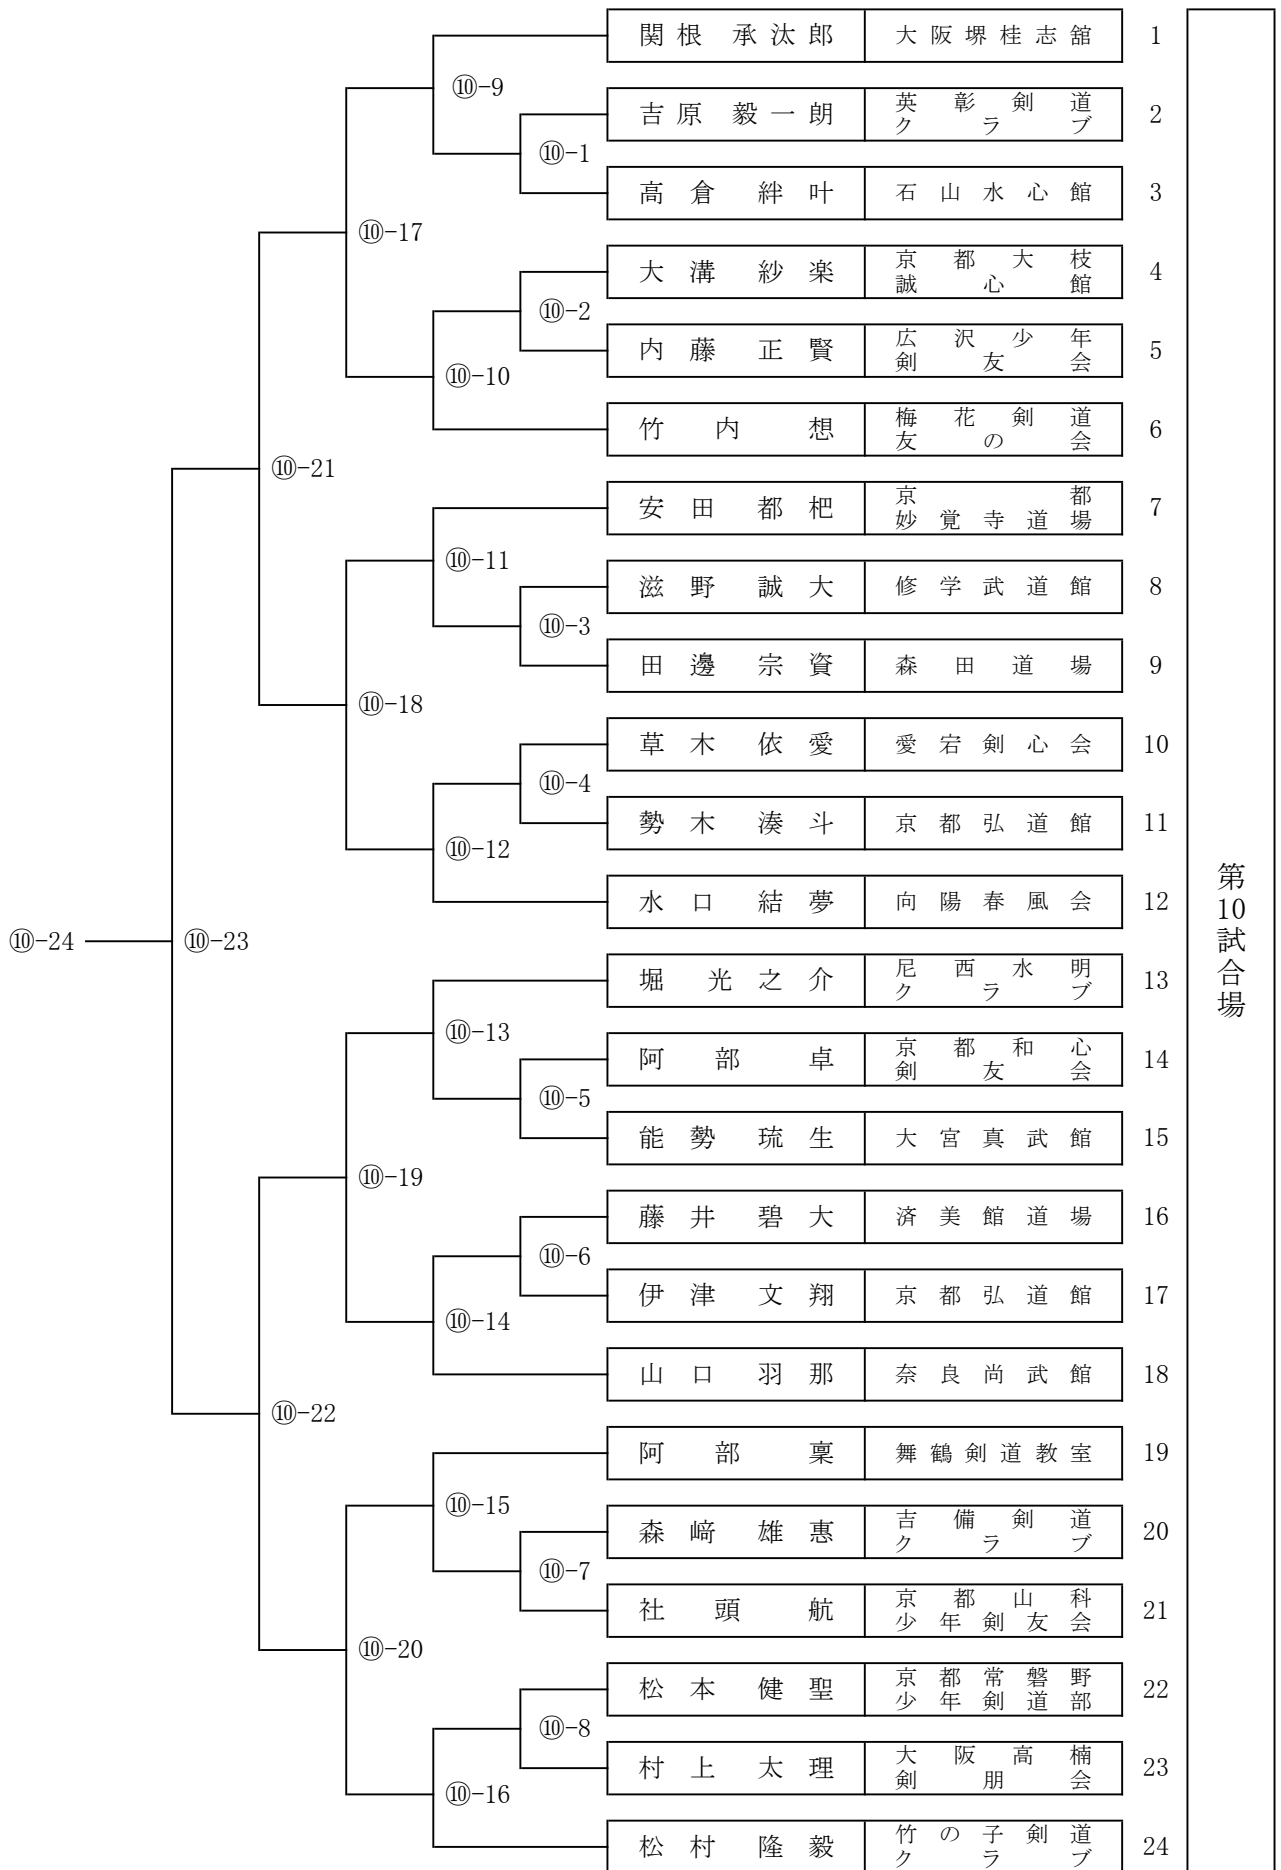 関根 承汰郎 大阪堺桂志舘 1
⑩-9
吉原 毅一朗 英彰剣道クラブ 2
⑩-1
高倉 絆叶 石山水心館 3
⑩-17
大溝 紗楽 京都大枝誠心館 4
⑩-2
内藤 正賢 広沢少年剣友会 5
⑩-10
竹内 想 梅花剣道友の会 6
⑩-21
安田 都杷 京都妙覚寺道場 7
⑩-11
滋野 誠大 修学武道館 8
⑩-3
田邊 宗資 森田道場 9
⑩-18
草木 依愛 愛宕剣心会 10
⑩-4
勢木 湊斗 京都弘道館 11
⑩-12
水口 結夢 向陽春風会 12
⑩-24 ⑩-23
第10試合場
堀 光之介 尼西水明クラブ 13
⑩-13
阿部 卓 京都和心剣友会 14
⑩-5
能勢 琉生 大宮真武館 15
⑩-19
藤井 碧大 済美館道場 16
⑩-6
伊津 文翔 京都弘道館 17
⑩-14
山口 羽那 奈良尚武館 18
⑩-22
阿部 稟 舞鶴剣道教室 19
⑩-15
森﨑 雄惠 吉備剣道クラブ 20
⑩-7
社頭 航 京都山科少年剣友会 21
⑩-20
松本 健聖 京都常磐野少年剣道部 22
⑩-8
村上 太理 大阪高楠剣朋会 23
⑩-16
松村 隆毅 竹の子剣道クラブ 24